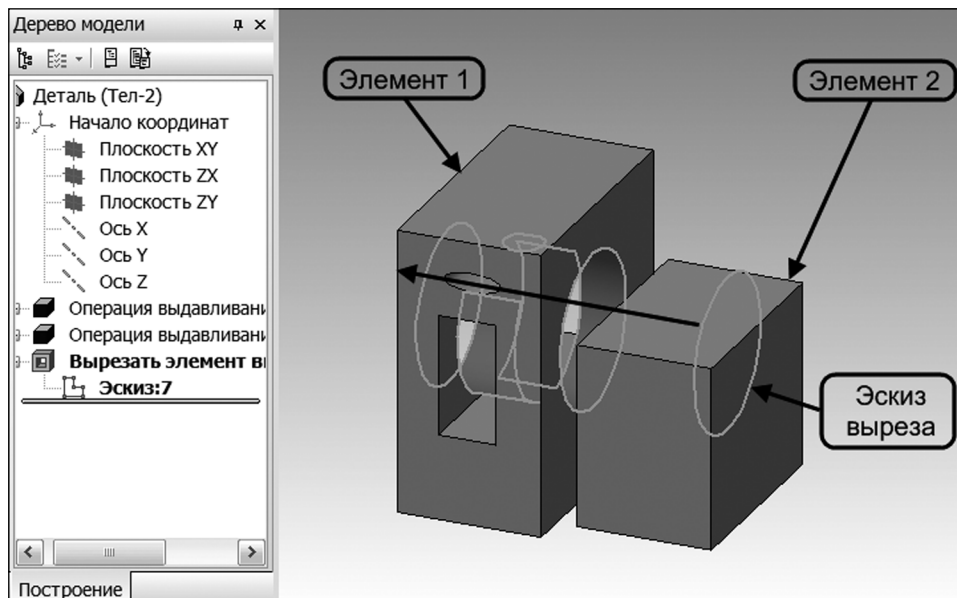 Дерево модели
Деталь (Тел-2)
Начало координат
Плоскость XY
Плоскость ZX
Плоскость ZY
Ось X
Ось Y
Ось Z
Операция выдавливани
Операция выдавливани
Вырезать элемент в
Эскиз:7
Построение
Элемент 1
Элемент 2
Эскиз
выреза